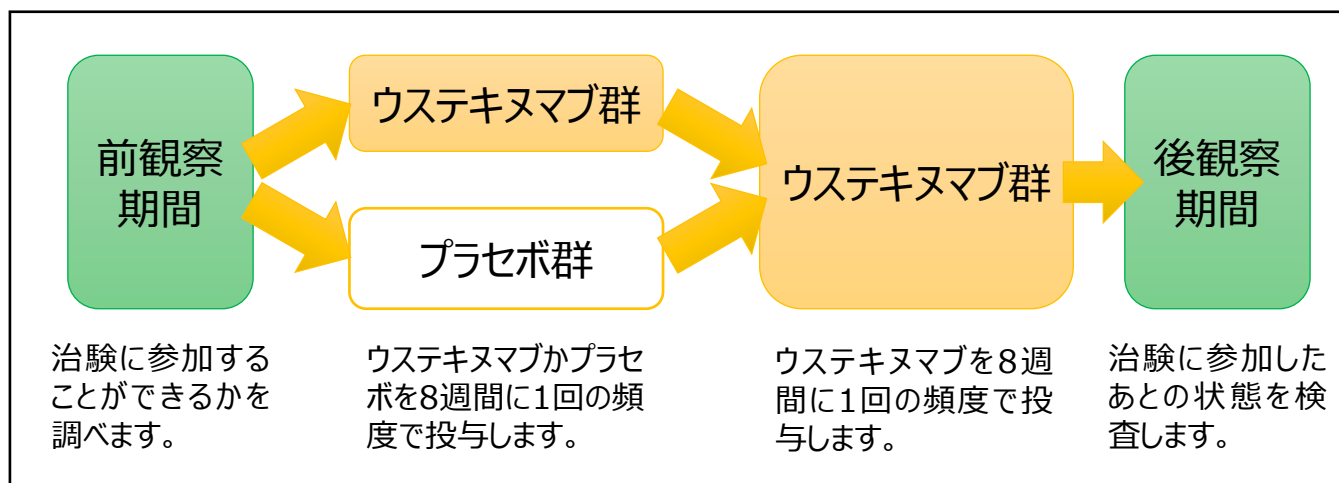 前観察
期間
ウステキヌマブ群
プラセボ群
ウステキヌマブ群
後観察
期間
治験に参加する
ことができるかを
調べます。
ウステキヌマブかプラセ
ボを8週間に1回の頻
度で投与します。
ウステキヌマブを8週
間に1回の頻度で投
与します。
治験に参加した
あとの状態を検
査します。